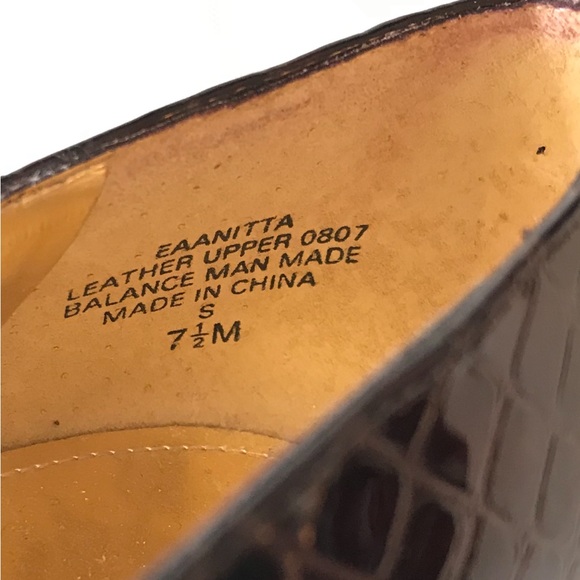 EAANITTA
LEATHER UPPER 0807
BALANCE MAN MADE
MADE IN CHINA
S
7½M